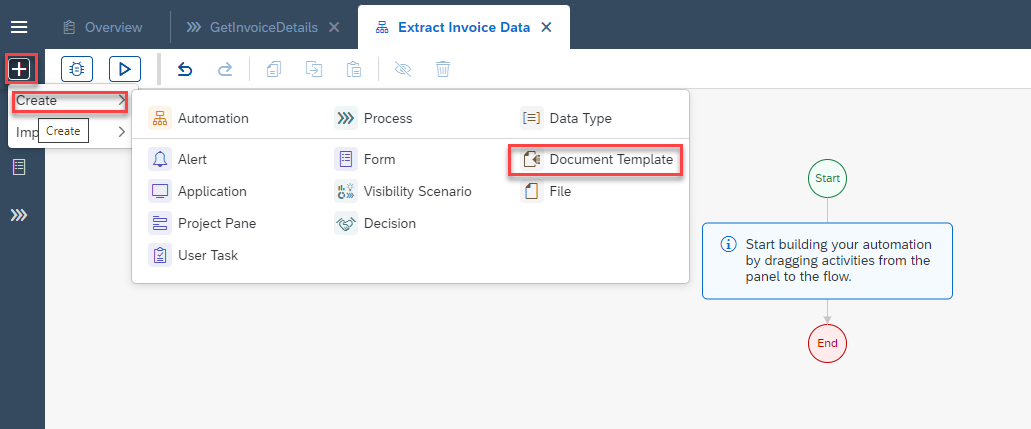 Overview
GetInvoiceDetails
Extract Invoice Data
Create
Imp
Create
Automation
Process
Data Type
Alert
Form
Document Template
Application
Visibility Scenario
File
Project Pane
Decision
User Task
Start
Start building your automation
by dragging activities from the
panel to the flow.
End